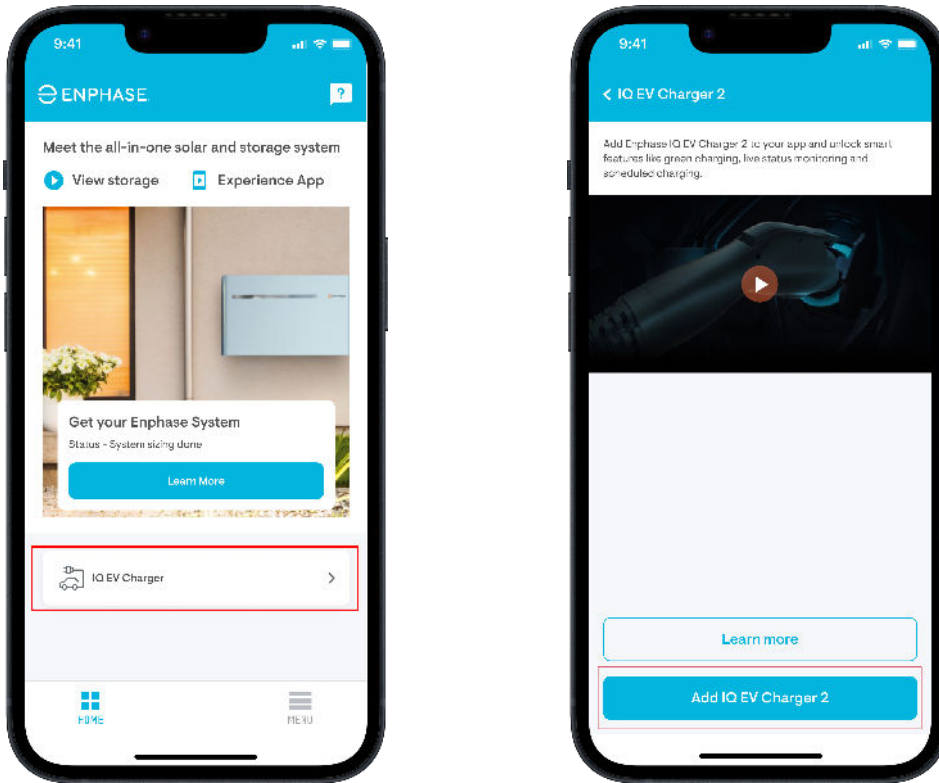 9:41
ENPHASE
?
Meet the all-in-one solar and storage system
View storage Experience App
Get your Enphase System
Status - System sizing done
Learn More
IQ EV Charger
HOME MENU
9:41
IQ EV Charger 2
Add Enphase IQ EV Charger 2 to your app and unlock smart
features like green charging, live status monitoring and
scheduled charging.
Learn more
Add IQ EV Charger 2